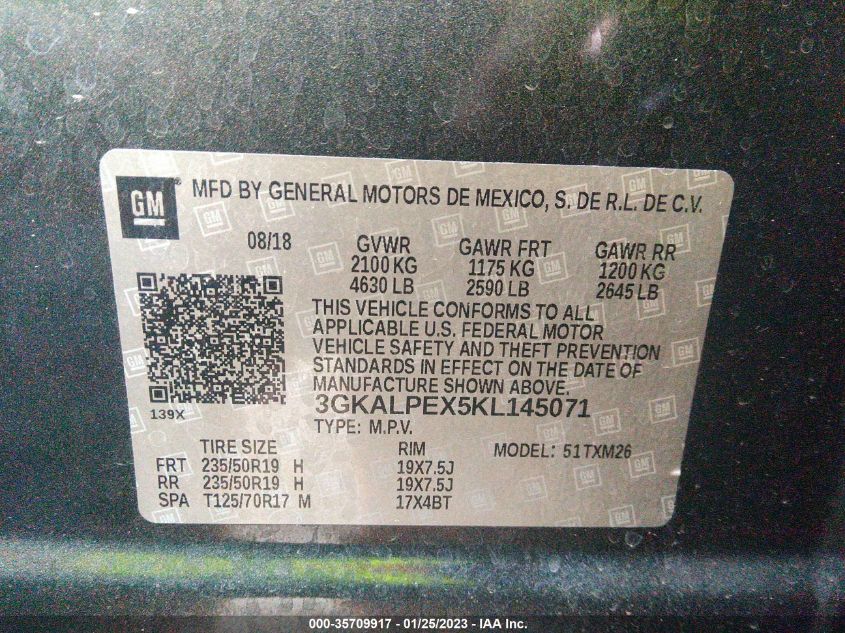 GM® MFD BY GENERAL MOTORS DE MEXICO, S. DE R.L. DE C.V.
08/18 GVWR GAWR FRT GAWR RR
2100 KG 1175 KG 1200 KG
4630 LB 2590 LB 2645 LB
THIS VEHICLE CONFORMS TO ALL
APPLICABLE U.S. FEDERAL MOTOR
VEHICLE SAFETY AND THEFT PREVENTION
STANDARDS IN EFFECT ON THE DATE OF
MANUFACTURE SHOWN ABOVE.
139X
3GKALPEX5KL145071
TYPE: M.P.V.
TIRE SIZE RIM MODEL: 51TXM26
FRT 235/50R19 H 19X7.5J
RR 235/50R19 H 19X7.5J
SPA T125/70R17 M 17X4BT
000-35709917 - 01/25/2023 - IAA Inc.